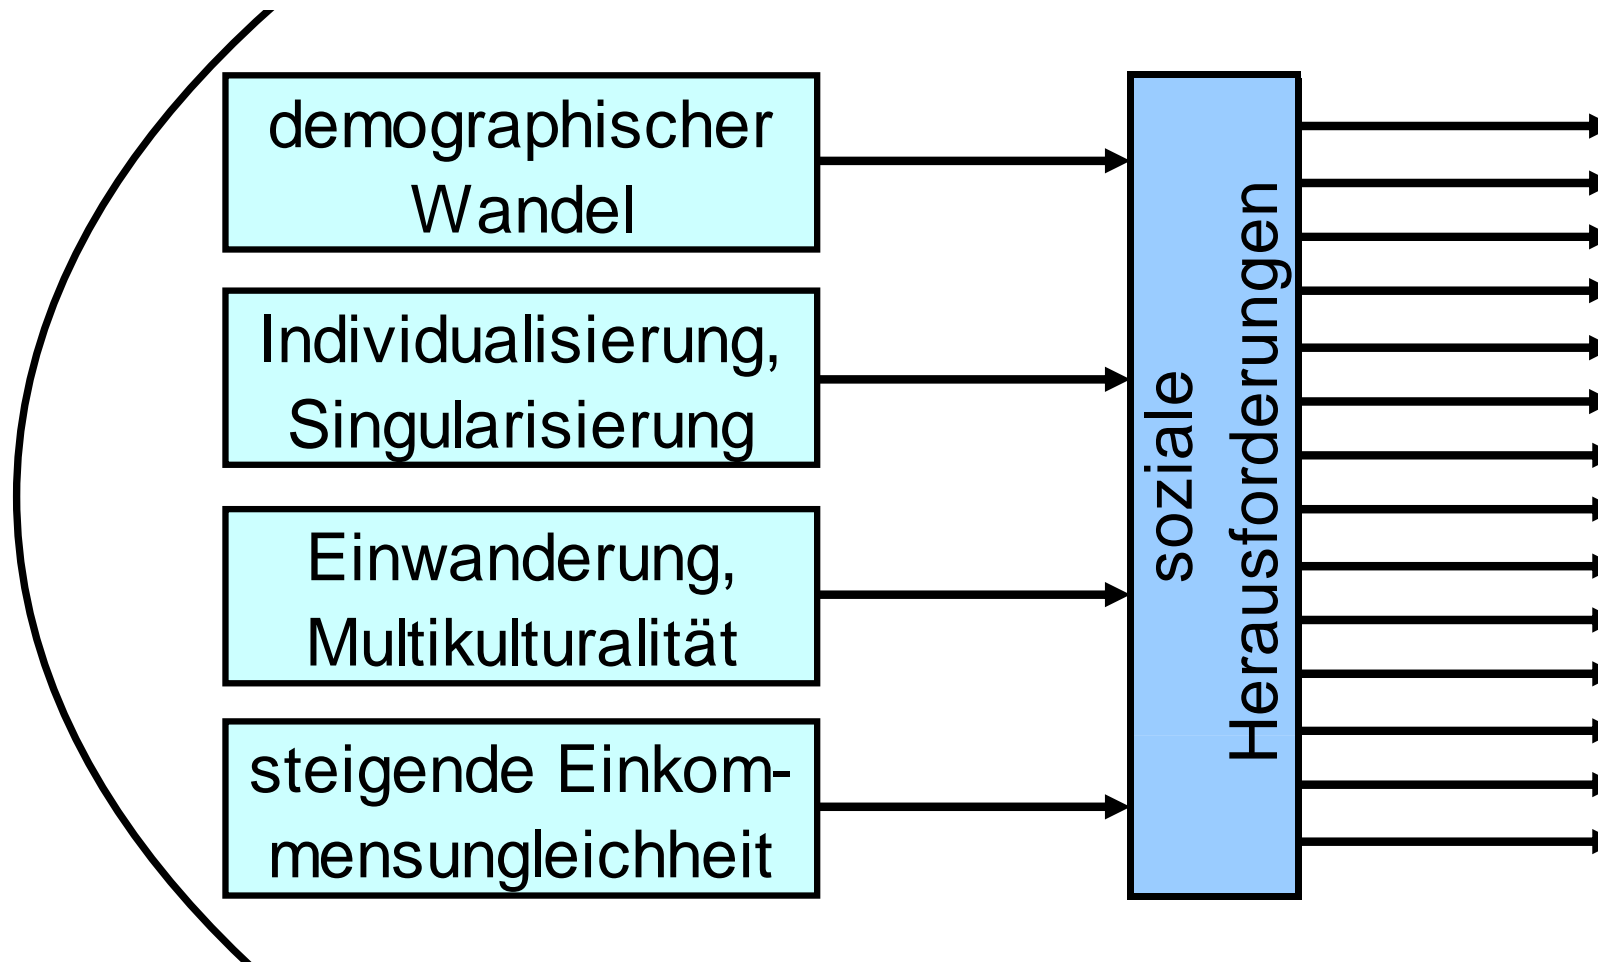 demographischer
Wandel
Individualisierung,
Singularisierung
Einwanderung,
Multikulturalität
steigende Einkom-
mensungleichheit
soziale
Herausforderungen